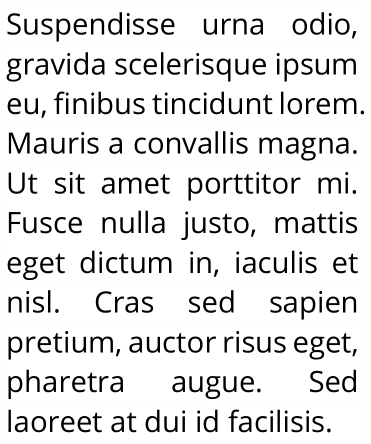 Suspendisse urna odio,
gravida scelerisque ipsum
eu, finibus tincidunt lorem.
Mauris a convallis magna.
Ut sit amet porttitor mi.
Fusce nulla justo, mattis
eget dictum in, iaculis et
nisl. Cras sed sapien
pretium, auctor risus eget,
pharetra augue. Sed
laoreet at dui id facilisis.